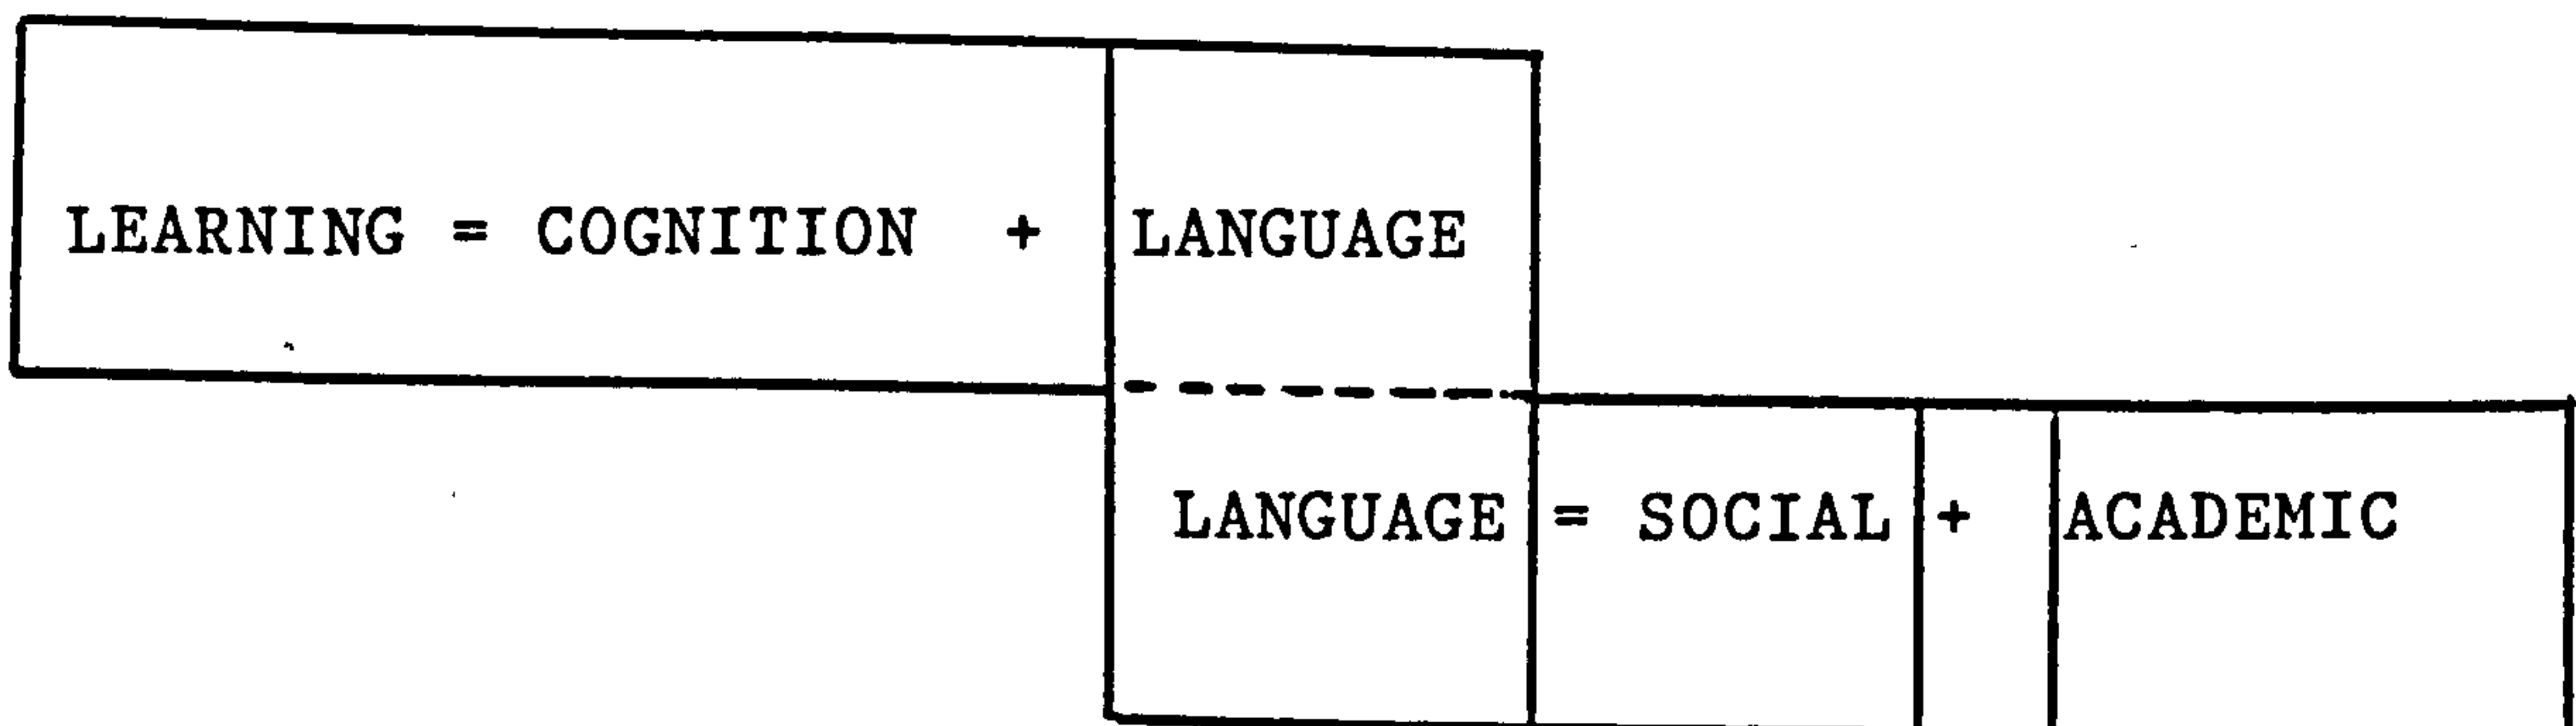 LEARNING = COGNITION + LANGUAGE
LANGUAGE = SOCIAL + ACADEMIC